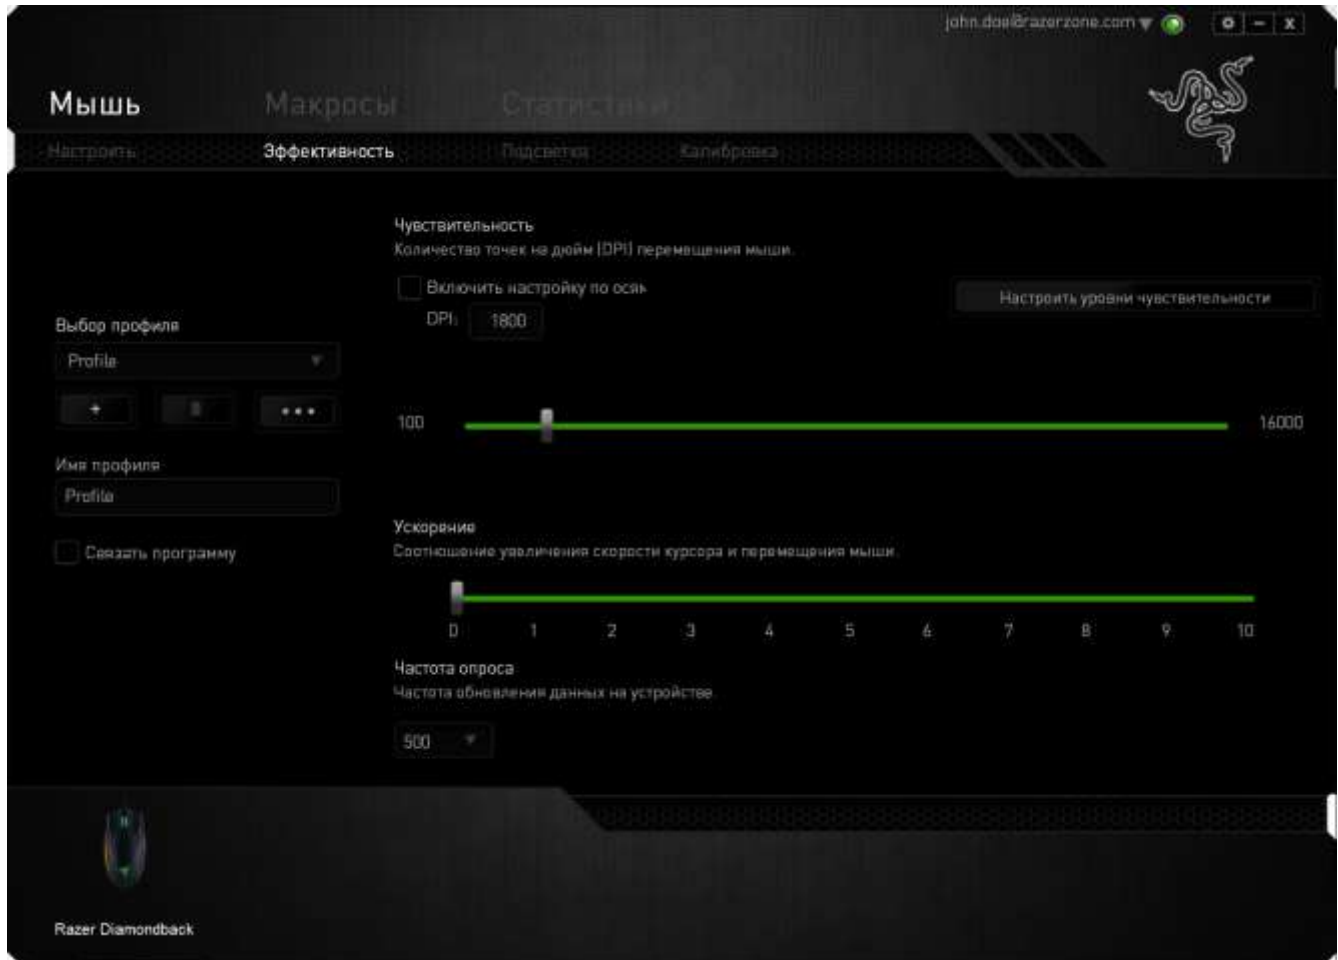 john.doe@razerzone.com
Мышь Макросы Статистики
Настроить Эффективность Подсветка Калибровка
Чувствительность
Количество точек на дюйм (DPI) перемещения мыши.
Включить настройку по осям
Настроить уровни чувствительности
DPI: 1800
Выбор профиля
Profile
100 16000
Имя профиля
Profile
Связать программу
Ускорение
Соотношение увеличения скорости курсора и перемещения мыши.
0 1 2 3 4 5 6 7 8 9 10
Частота опроса
Частота обновления данных на устройстве.
500
Razer Diamondback